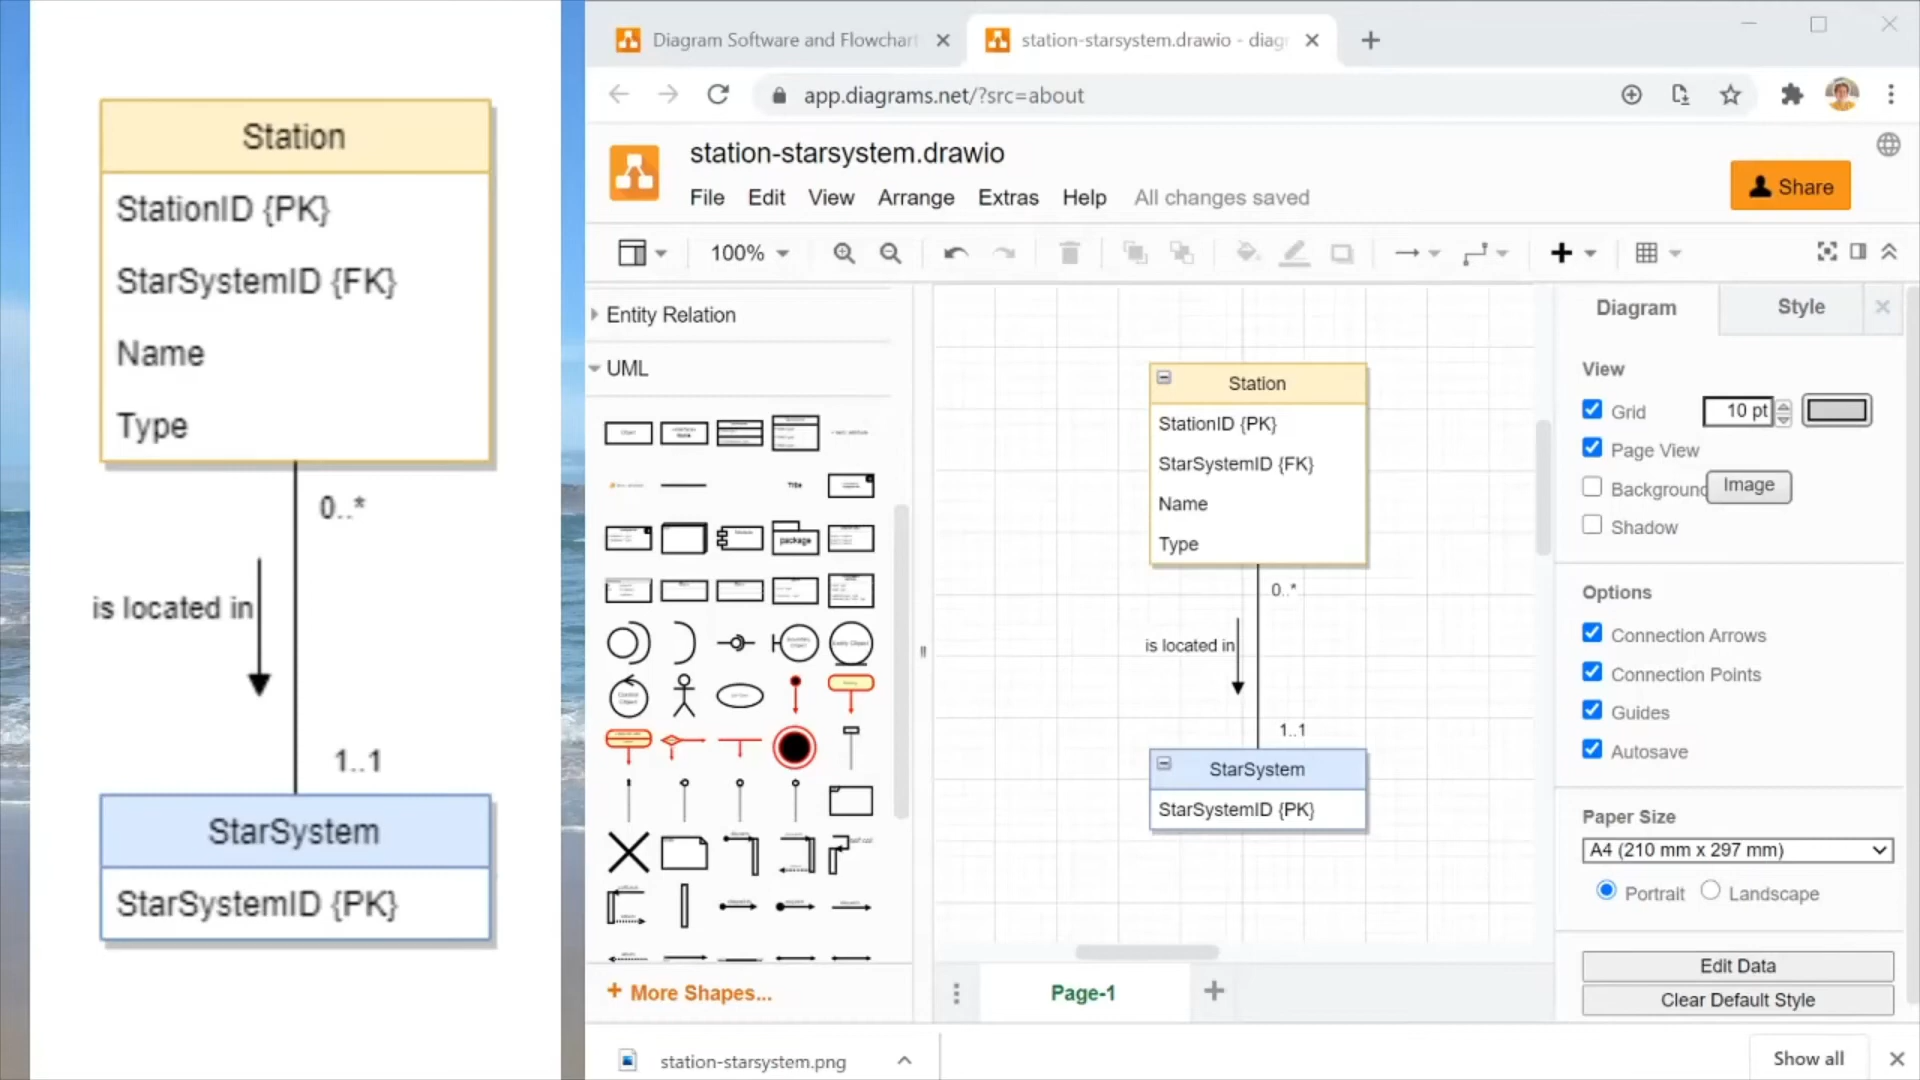 Station
StationID {PK}
StarSystemID {FK}
Name
Type
0..*
is located in
1..1
StarSystem
StarSystemID {PK}
Diagram Software and Flowchart
station-starsystem.drawio - diag
app.diagrams.net/?src=about
station-starsystem.drawio
File Edit View Arrange Extras Help All changes saved
Share
100%
Entity Relation
UML
Title
package
More Shapes...
Station
StationID {PK}
StarSystemID {FK}
Name
Type
0..*
is located in
1..1
StarSystem
StarSystemID {PK}
Page-1
Diagram Style
View
Grid 10 pt
Page View
Background Image
Shadow
Options
Connection Arrows
Connection Points
Guides
Autosave
Paper Size
A4 (210 mm x 297 mm)
Portrait Landscape
Edit Data
Clear Default Style
station-starsystem.png
Show all